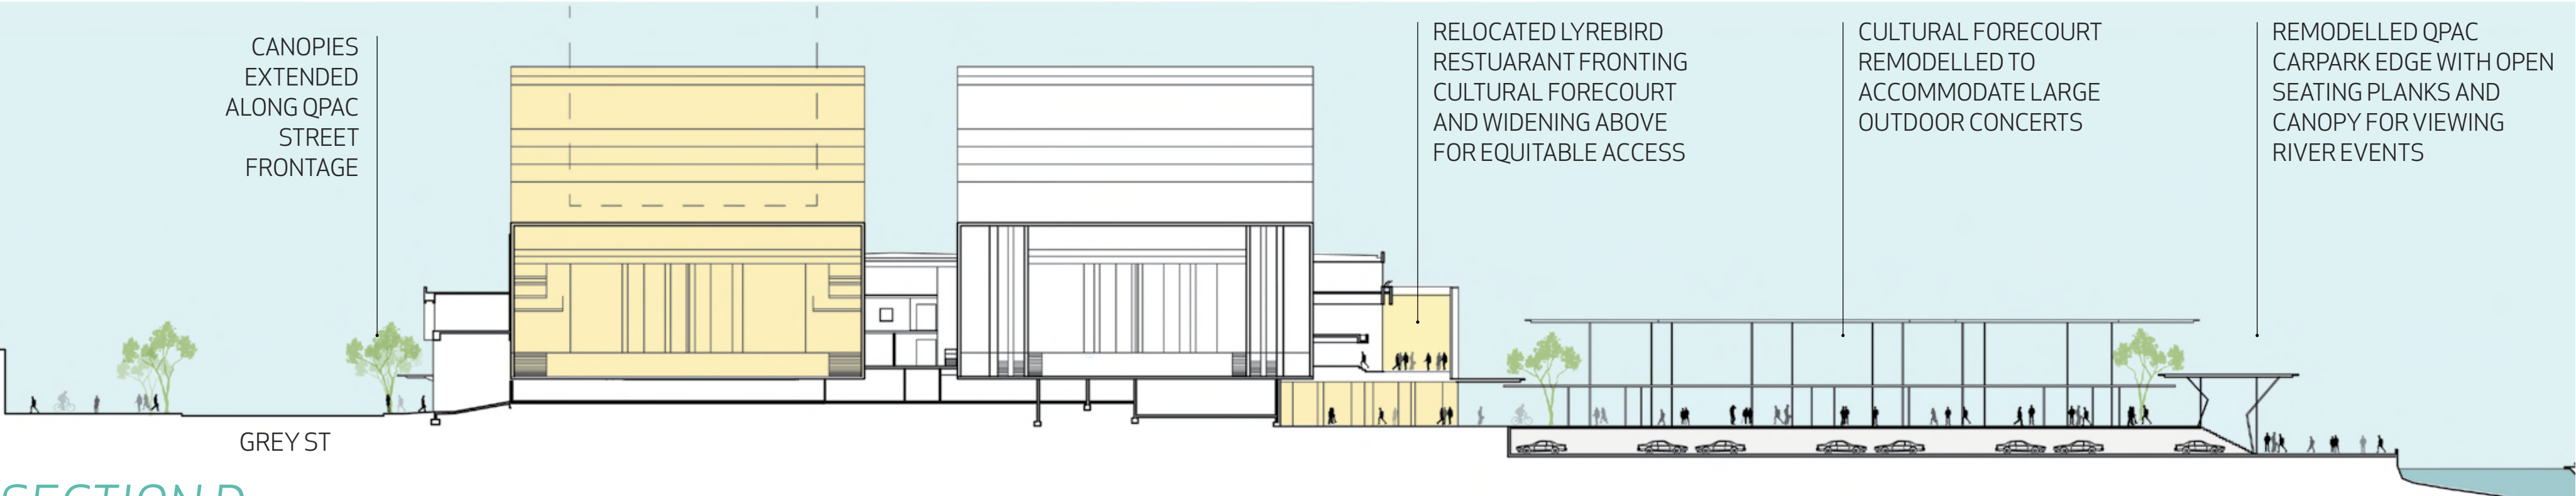 CANOPIES
EXTENDED
ALONG QPAC
STREET
FRONTAGE
RELOCATED LYREBIRD
RESTUARANT FRONTING
CULTURAL FORECOURT
AND WIDENING ABOVE
FOR EQUITABLE ACCESS
CULTURAL FORECOURT
REMODELLED TO
ACCOMMODATE LARGE
OUTDOOR CONCERTS
REMODELLED QPAC
CARPARK EDGE WITH OPEN
SEATING PLANKS AND
CANOPY FOR VIEWING
RIVER EVENTS
GREY ST
SECTION